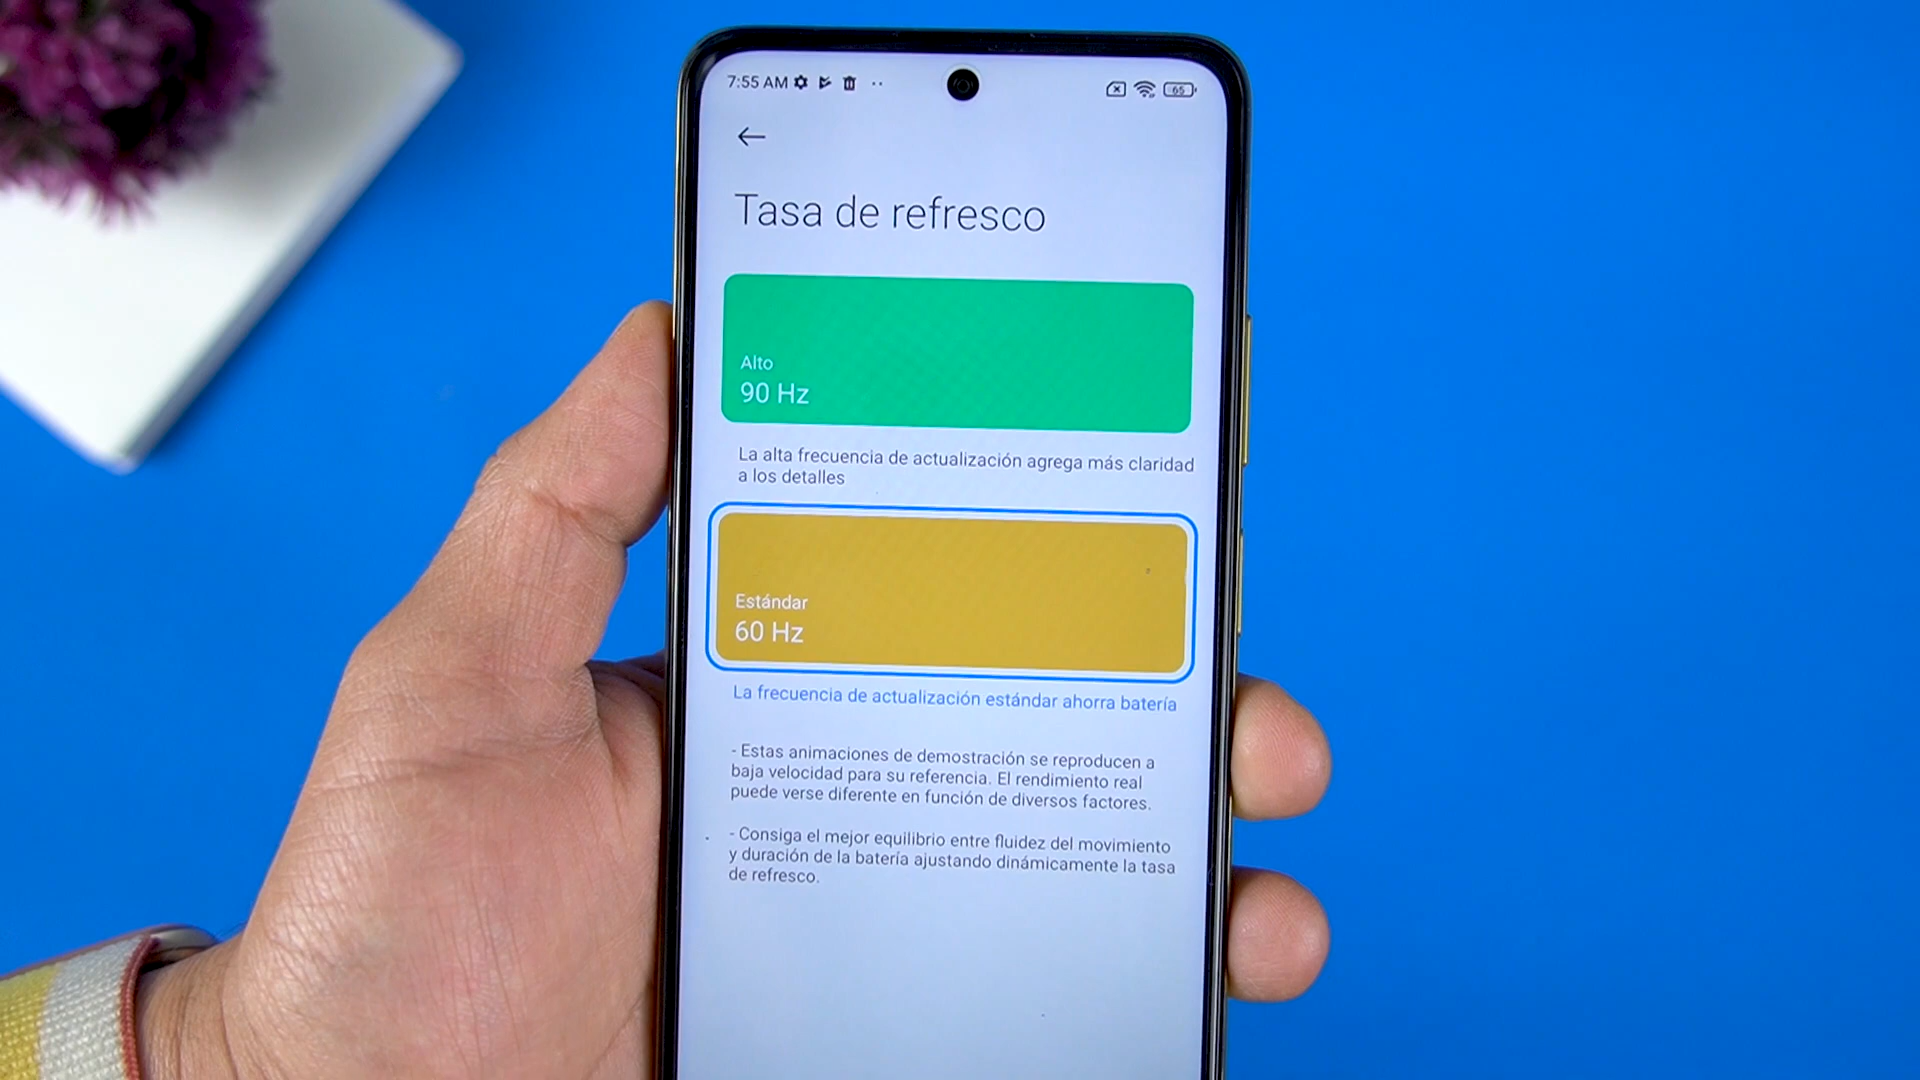 7:55 AM
65
Tasa de refresco
Alto
90 Hz
La alta frecuencia de actualización agrega más claridad
a los detalles
Estándar
60 Hz
La frecuencia de actualización estándar ahorra batería
- Estas animaciones de demostración se reproducen a
baja velocidad para su referencia. El rendimiento real
puede verse diferente en función de diversos factores.
- Consiga el mejor equilibrio entre fluidez del movimiento
y duración de la batería ajustando dinámicamente la tasa
de refresco.